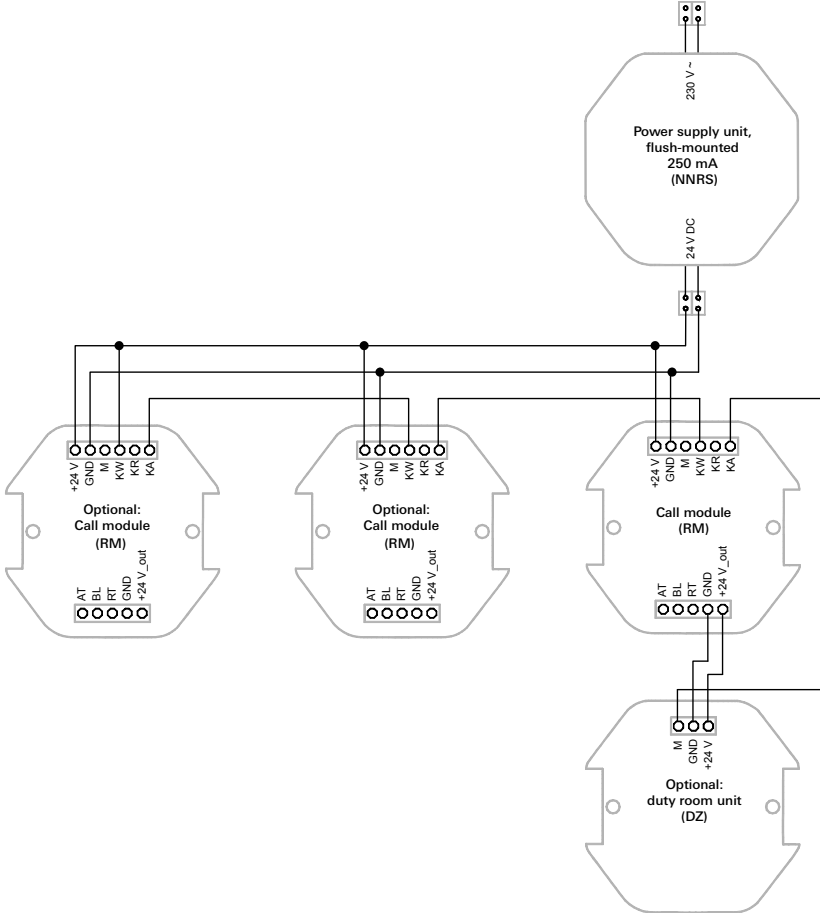 230 V ~
Power supply unit,
flush-mounted
250 mA
(NNRS)
24 V DC
+24 V
GND
M
KW
KR
KA
Optional:
Call module
(RM)
AT
BL
RT
GND
+24 V_out
+24 V
GND
M
KW
KR
KA
Optional:
Call module
(RM)
AT
BL
RT
GND
+24 V_out
+24 V
GND
M
KW
KR
KA
Call module
(RM)
AT
BL
RT
GND
+24 V_out
M
GND
+24 V
Optional:
duty room unit
(DZ)